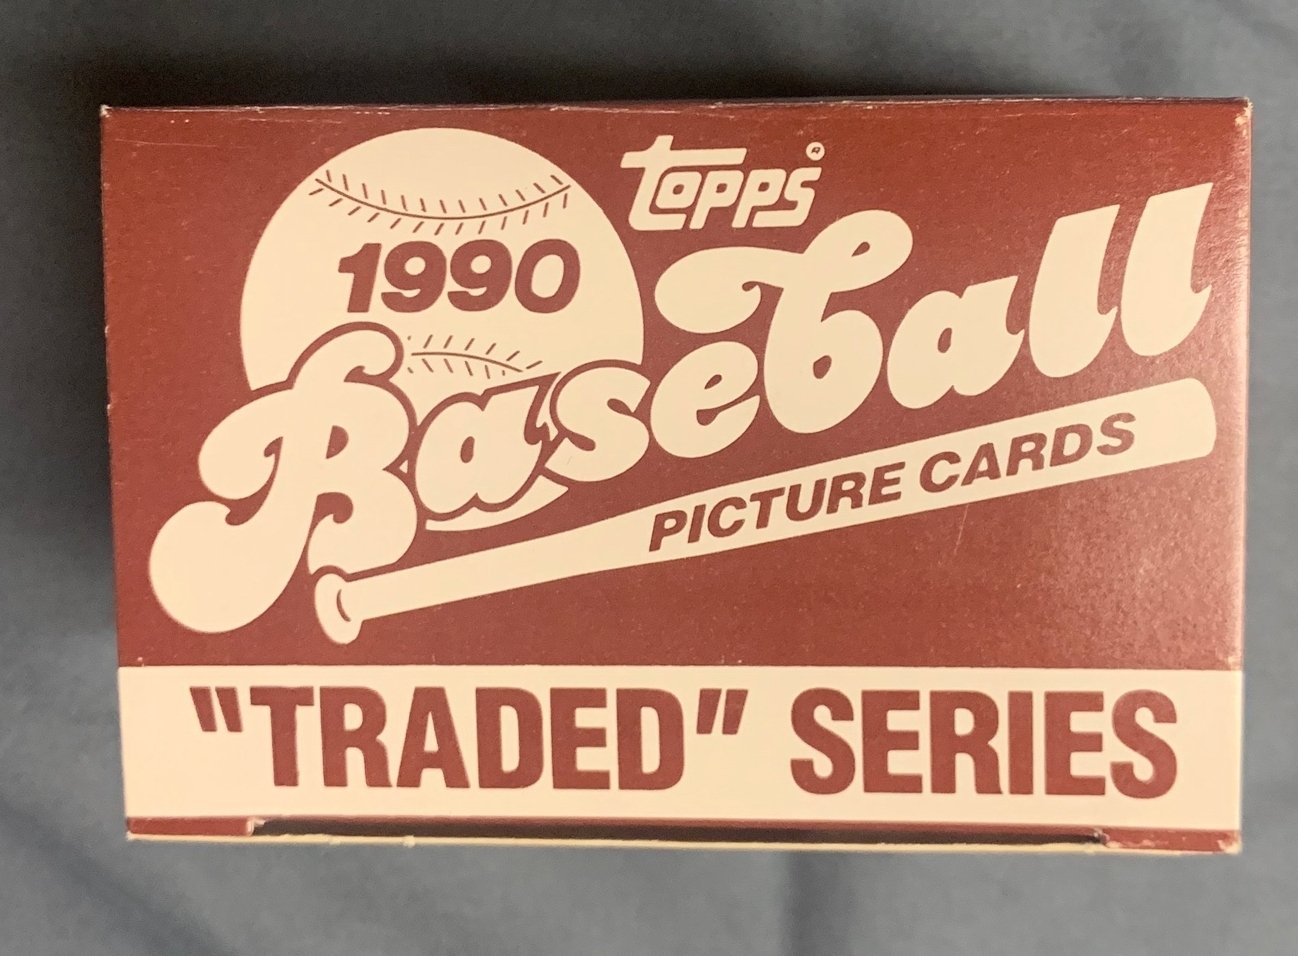 Topps®
1990
Baseball
PICTURE CARDS
"TRADED" SERIES